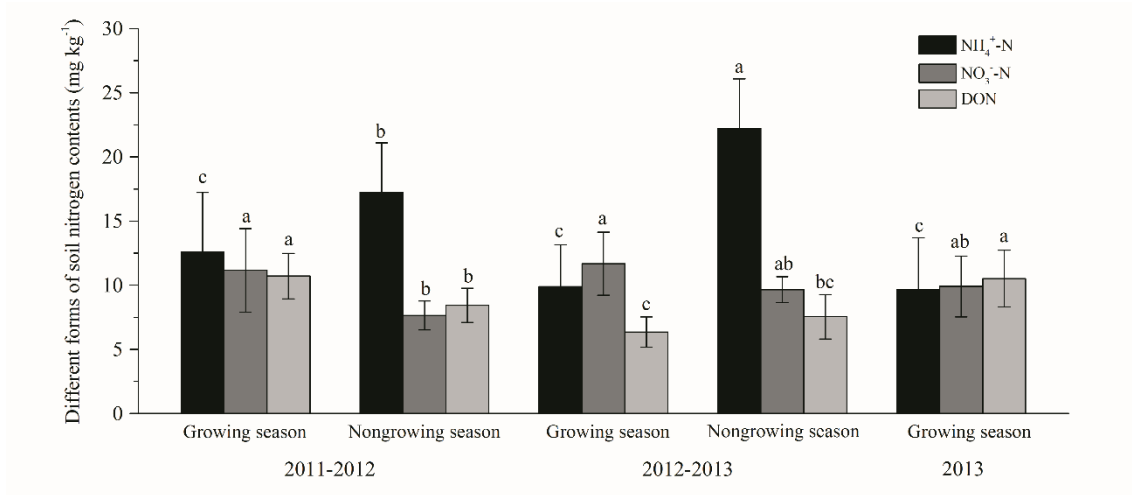 Different forms of soil nitrogen contents (mg kg⁻¹)
30
25
20
15
10
5
0
NH₄⁺-N
NO₃⁻-N
DON
c
a
a
b
b
b
c
a
c
a
ab
bc
c
ab
a
Growing season
Nongrowing season
Growing season
Nongrowing season
Growing season
2011-2012
2012-2013
2013